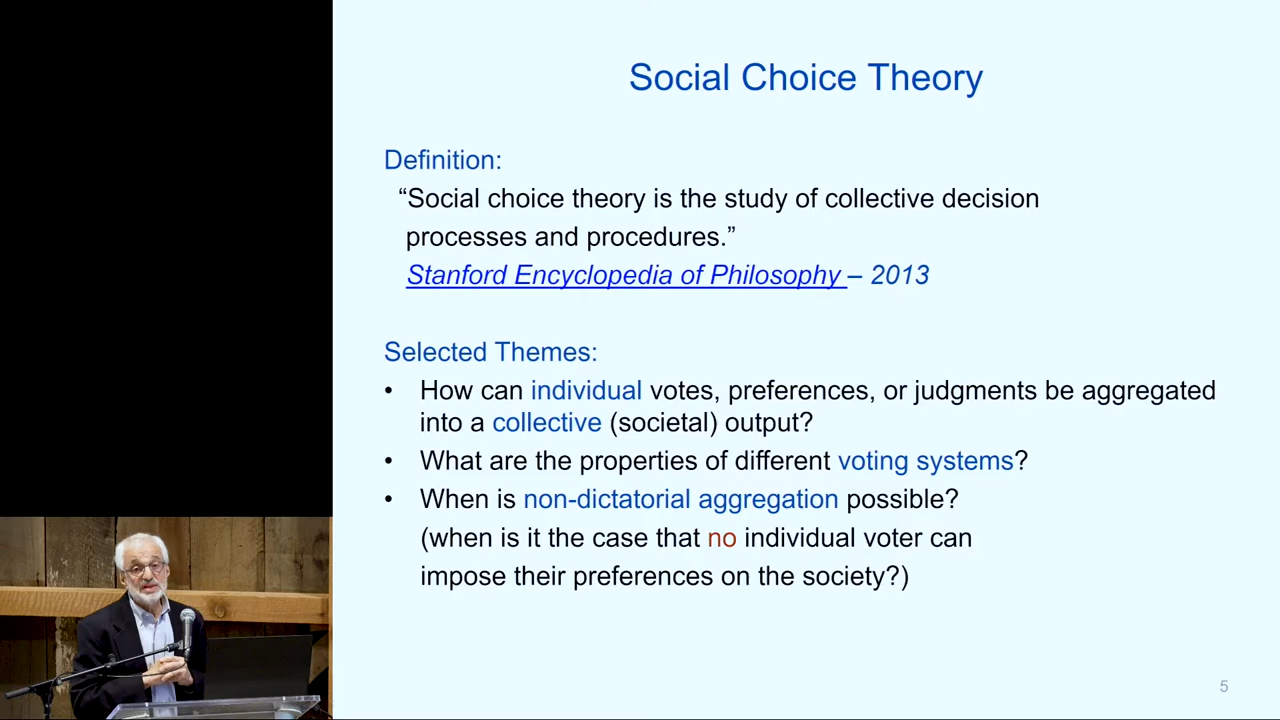 Social Choice Theory
Definition:
“Social choice theory is the study of collective decision
processes and procedures.”
Stanford Encyclopedia of Philosophy – 2013
Selected Themes:
• How can individual votes, preferences, or judgments be aggregated
into a collective (societal) output?
• What are the properties of different voting systems?
• When is non-dictatorial aggregation possible?
(when is it the case that no individual voter can
impose their preferences on the society?)
5